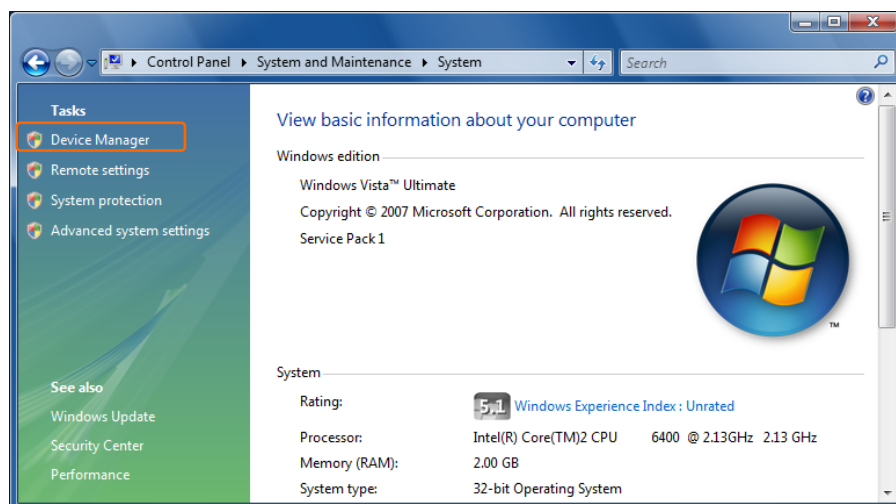 Control Panel System and Maintenance System Search
Tasks
Device Manager
Remote settings
System protection
Advanced system settings
See also
Windows Update
Security Center
Performance
View basic information about your computer
Windows edition
Windows Vista™ Ultimate
Copyright © 2007 Microsoft Corporation. All rights reserved.
Service Pack 1
TM
System
Rating: 5,1 Windows Experience Index : Unrated
Processor: Intel(R) Core(TM)2 CPU 6400 @ 2.13GHz 2.13 GHz
Memory (RAM): 2.00 GB
System type: 32-bit Operating System